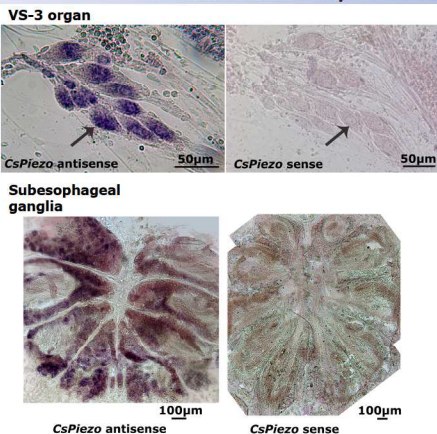 VS-3 organ
CsPiezo antisense
50µm
CsPiezo sense
50µm
Subesophageal
ganglia
100µm
100µm
CsPiezo antisense
CsPiezo sense